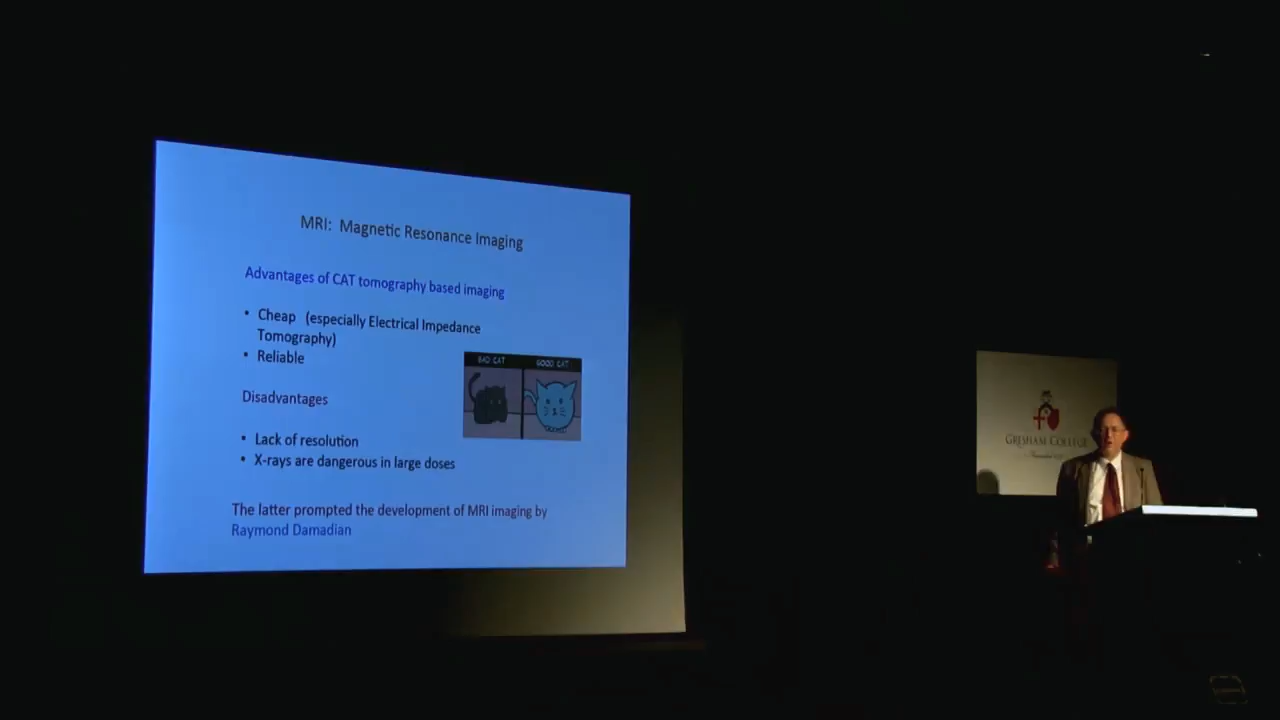 MRI: Magnetic Resonance Imaging
Advantages of CAT tomography based imaging
• Cheap (especially Electrical Impedance
Tomography)
• Reliable
BAD CAT GOOD CAT
Disadvantages
• Lack of resolution
• X-rays are dangerous in large doses
The latter prompted the development of MRI imaging by
Raymond Damadian
GRESHAM COLLEGE